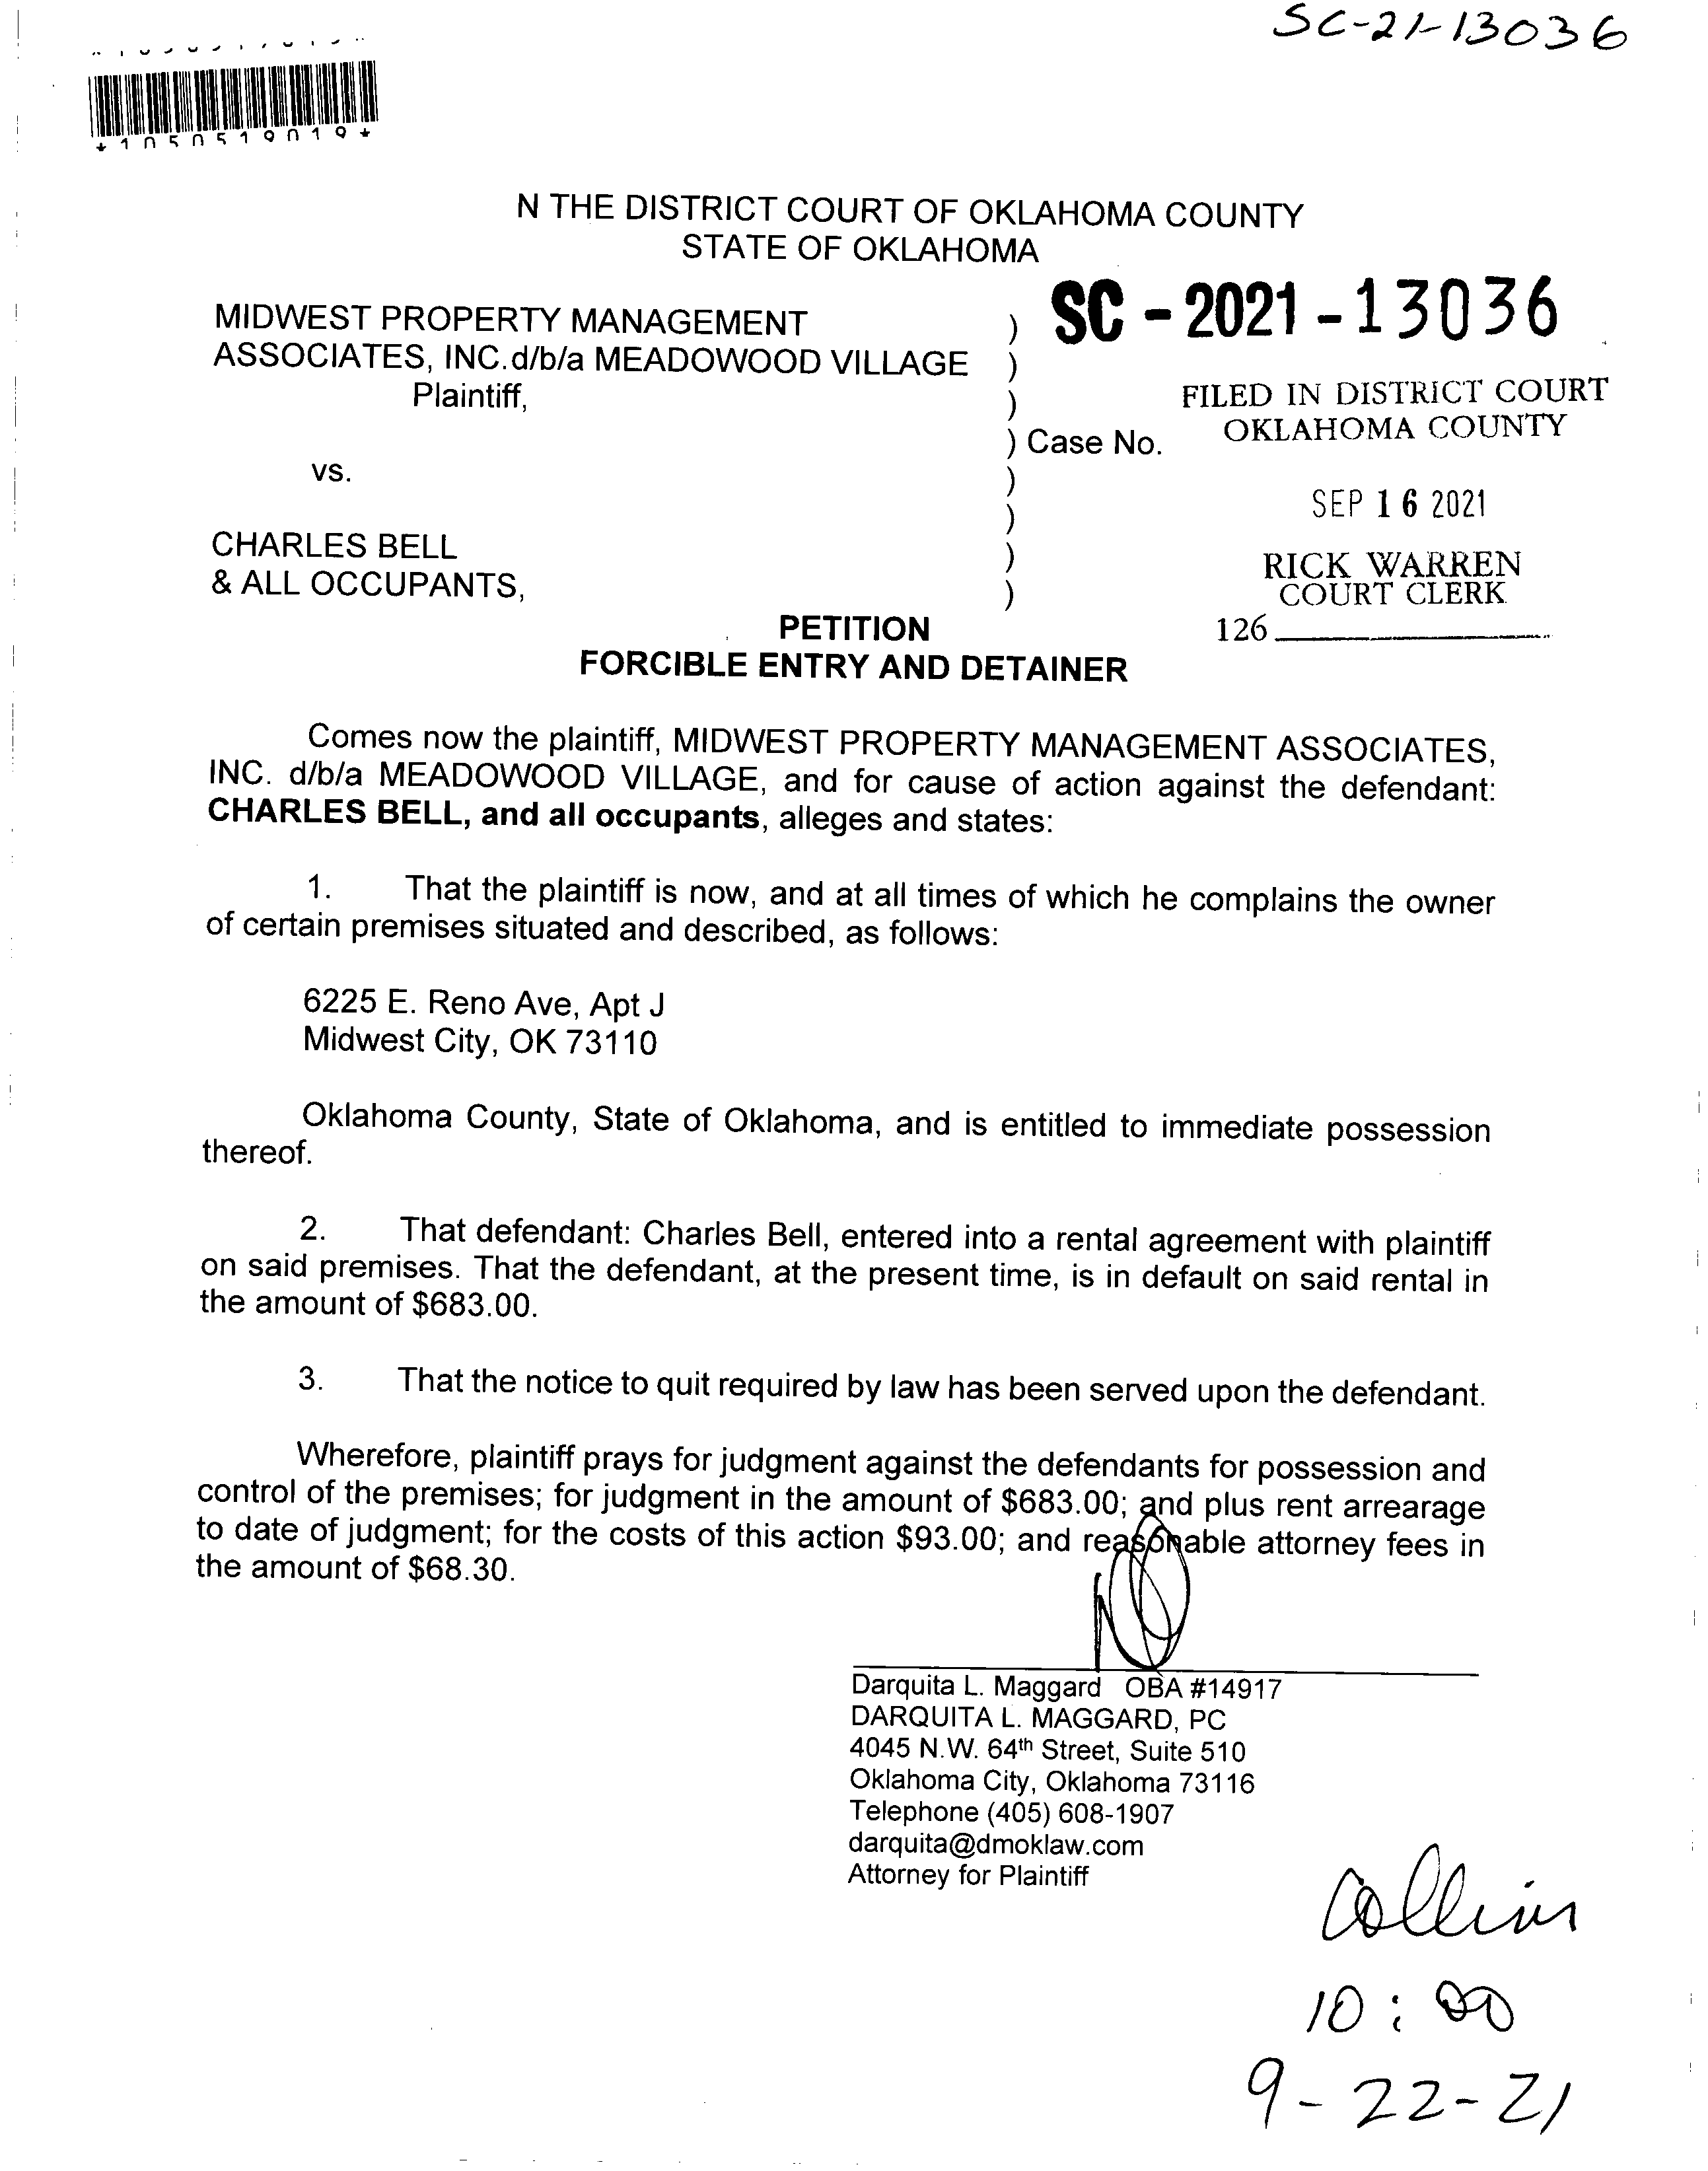 SC-21-13036
*1050519019*
N THE DISTRICT COURT OF OKLAHOMA COUNTY
STATE OF OKLAHOMA
SC - 2021 - 13036
MIDWEST PROPERTY MANAGEMENT )
ASSOCIATES, INC.d/b/a MEADOWOOD VILLAGE )
Plaintiff, )
FILED IN DISTRICT COURT
OKLAHOMA COUNTY
) Case No.
vs. )
SEP 16 2021
)
CHARLES BELL )
& ALL OCCUPANTS, )
RICK WARREN
COURT CLERK
126
PETITION
FORCIBLE ENTRY AND DETAINER
Comes now the plaintiff, MIDWEST PROPERTY MANAGEMENT ASSOCIATES,
INC. d/b/a MEADOWOOD VILLAGE, and for cause of action against the defendant:
CHARLES BELL, and all occupants, alleges and states:
1. That the plaintiff is now, and at all times of which he complains the owner
of certain premises situated and described, as follows:
6225 E. Reno Ave, Apt J
Midwest City, OK 73110
Oklahoma County, State of Oklahoma, and is entitled to immediate possession
thereof.
2. That defendant: Charles Bell, entered into a rental agreement with plaintiff
on said premises. That the defendant, at the present time, is in default on said rental in
the amount of $683.00.
3. That the notice to quit required by law has been served upon the defendant.
Wherefore, plaintiff prays for judgment against the defendants for possession and
control of the premises; for judgment in the amount of $683.00; and plus rent arrearage
to date of judgment; for the costs of this action $93.00; and reasonable attorney fees in
the amount of $68.30.
Darquita L. Maggard OBA #14917
DARQUITA L. MAGGARD, PC
4045 N.W. 64th Street, Suite 510
Oklahoma City, Oklahoma 73116
Telephone (405) 608-1907
darquita@dmoklaw.com
Attorney for Plaintiff
Collins
10:00
9-22-21